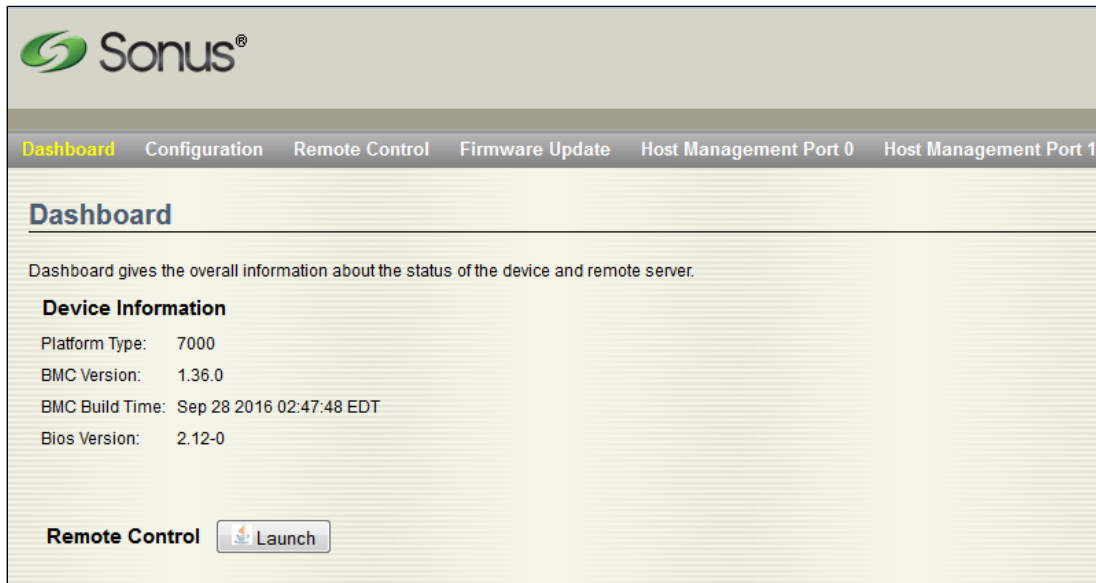 Sonus®
Dashboard Configuration Remote Control Firmware Update Host Management Port 0 Host Management Port 1
Dashboard
Dashboard gives the overall information about the status of the device and remote server.
Device Information
Platform Type: 7000
BMC Version: 1.36.0
BMC Build Time: Sep 28 2016 02:47:48 EDT
Bios Version: 2.12-0
Remote Control Launch